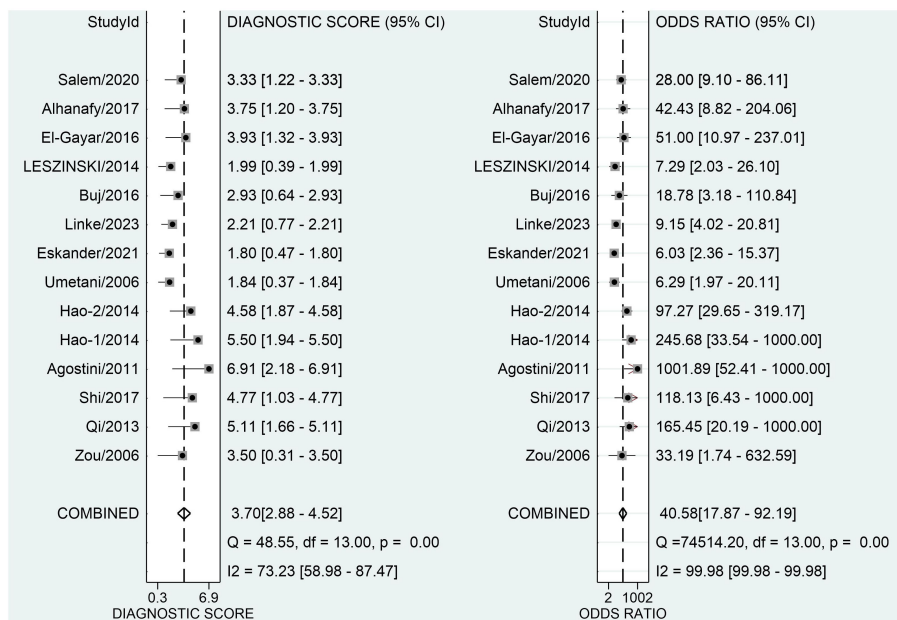 StudyId DIAGNOSTIC SCORE (95% CI)
Salem/2020 3.33 [1.22 - 3.33]
Alhanafy/2017 3.75 [1.20 - 3.75]
El-Gayar/2016 3.93 [1.32 - 3.93]
LESZINSKI/2014 1.99 [0.39 - 1.99]
Buj/2016 2.93 [0.64 - 2.93]
Linke/2023 2.21 [0.77 - 2.21]
Eskander/2021 1.80 [0.47 - 1.80]
Umetani/2006 1.84 [0.37 - 1.84]
Hao-2/2014 4.58 [1.87 - 4.58]
Hao-1/2014 5.50 [1.94 - 5.50]
Agostini/2011 6.91 [2.18 - 6.91]
Shi/2017 4.77 [1.03 - 4.77]
Qi/2013 5.11 [1.66 - 5.11]
Zou/2006 3.50 [0.31 - 3.50]
COMBINED 3.70[2.88 - 4.52]
Q = 48.55, df = 13.00, p = 0.00
I2 = 73.23 [58.98 - 87.47]
0.3 6.9
DIAGNOSTIC SCORE
StudyId ODDS RATIO (95% CI)
Salem/2020 28.00 [9.10 - 86.11]
Alhanafy/2017 42.43 [8.82 - 204.06]
El-Gayar/2016 51.00 [10.97 - 237.01]
LESZINSKI/2014 7.29 [2.03 - 26.10]
Buj/2016 18.78 [3.18 - 110.84]
Linke/2023 9.15 [4.02 - 20.81]
Eskander/2021 6.03 [2.36 - 15.37]
Umetani/2006 6.29 [1.97 - 20.11]
Hao-2/2014 97.27 [29.65 - 319.17]
Hao-1/2014 245.68 [33.54 - 1000.00]
Agostini/2011 1001.89 [52.41 - 1000.00]
Shi/2017 118.13 [6.43 - 1000.00]
Qi/2013 165.45 [20.19 - 1000.00]
Zou/2006 33.19 [1.74 - 632.59]
COMBINED 40.58[17.87 - 92.19]
Q =74514.20, df = 13.00, p = 0.00
I2 = 99.98 [99.98 - 99.98]
2 1002
ODDS RATIO